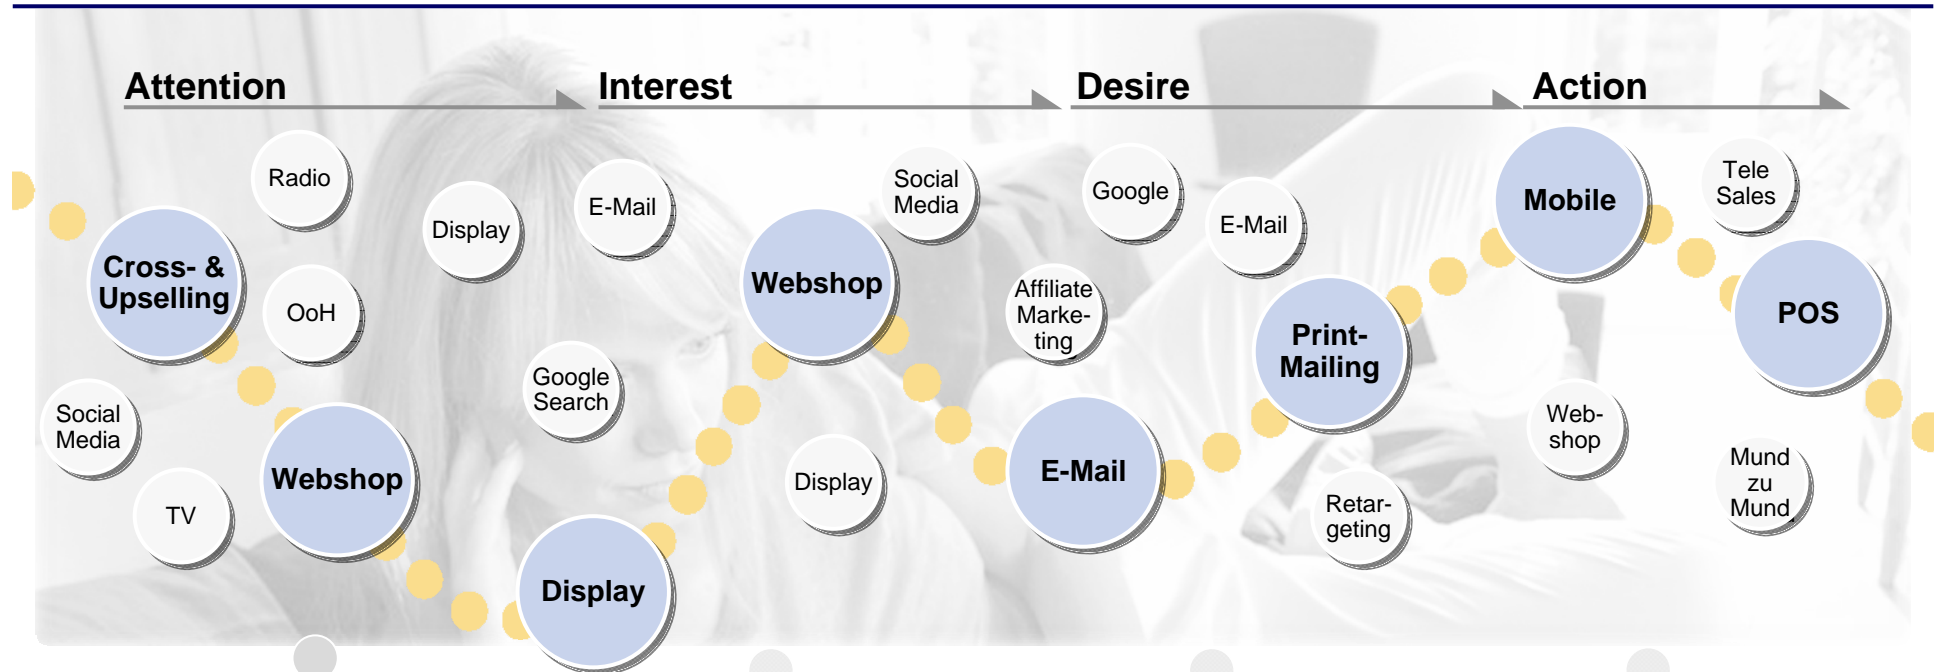 Attention
Interest
Desire
Action
Radio
Display
E-Mail
Social
Media
Google
E-Mail
Mobile
Tele
Sales
Cross- &
Upselling
OoH
Webshop
Affiliate
Marke-
ting
Print-
Mailing
POS
Social
Media
Google
Search
Web-
shop
TV
Webshop
Display
E-Mail
Retar-
geting
Mund
zu
Mund
Display